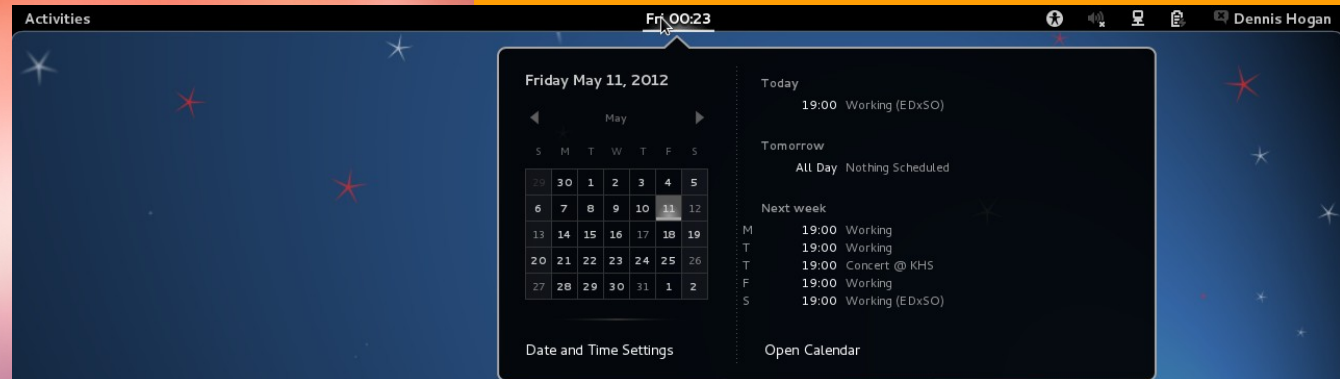 Activities Fri 00:23 Dennis Hogan
Friday May 11, 2012
May
S M T W T F S
29 30 1 2 3 4 5
6 7 8 9 10 11 12
13 14 15 16 17 18 19
20 21 22 23 24 25 26
27 28 29 30 31 1 2
Date and Time Settings
Today
19:00 Working (EDxSO)
Tomorrow
All Day Nothing Scheduled
Next week
M 19:00 Working
T 19:00 Working
T 19:00 Concert @ KHS
F 19:00 Working
S 19:00 Working (EDxSO)
Open Calendar